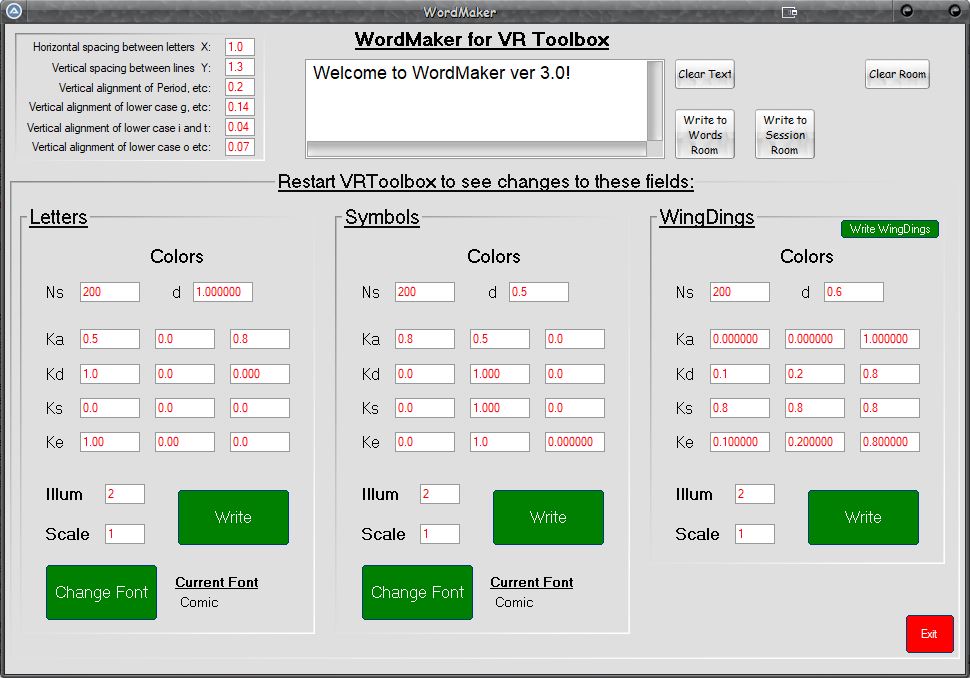 WordMaker
Horizontal spacing between letters X: 1.0
Vertical spacing between lines Y: 1.3
Vertical alignment of Period, etc: 0.2
Vertical alignment of lower case g, etc: 0.14
Vertical alignment of lower case i and t: 0.04
Vertical alignment of lower case o etc: 0.07
WordMaker for VR Toolbox
Welcome to WordMaker ver 3.0!
Clear Text
Clear Room
Write to
Words
Room
Write to
Session
Room
Restart VRToolbox to see changes to these fields:
Letters
Colors
Ns 200 d 1.000000
Ka 0.5 0.0 0.8
Kd 1.0 0.0 0.000
Ks 0.0 0.0 0.0
Ke 1.00 0.00 0.0
Illum 2
Scale 1
Write
Change Font
Current Font
Comic
Symbols
Colors
Ns 200 d 0.5
Ka 0.8 0.5 0.0
Kd 0.0 1.000 0.0
Ks 0.0 1.000 0.0
Ke 0.0 1.0 0.000000
Illum 2
Scale 1
Write
Change Font
Current Font
Comic
WingDings
Write WingDings
Colors
Ns 200 d 0.6
Ka 0.000000 0.000000 1.000000
Kd 0.1 0.2 0.8
Ks 0.8 0.8 0.8
Ke 0.100000 0.200000 0.800000
Illum 2
Scale 1
Write
Exit